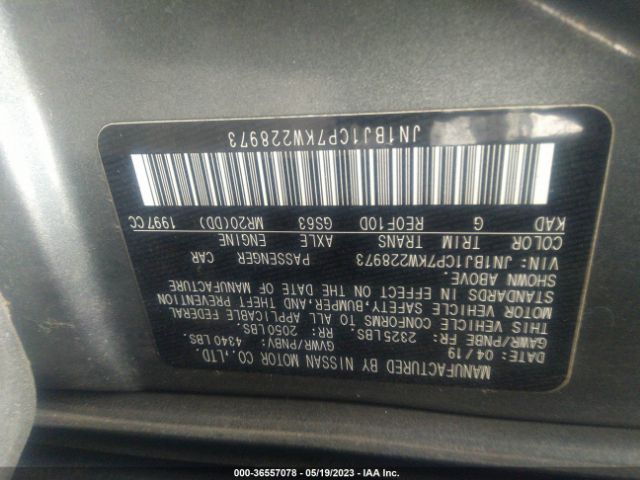 MANUFACTURED BY NISSAN MOTOR CO.,LTD.
DATE: 04/19 GVWR/PNBV: 4340 LBS.
GAWR/PNBE FR: 2325LBS. RR: 2050LBS.
THIS VEHICLE CONFORMS TO ALL APPLICABLE FEDERAL
MOTOR VEHICLE SAFETY,BUMPER,AND THEFT PREVENTION
STANDARDS IN EFFECT ON THE DATE OF MANUFACTURE
SHOWN ABOVE.
VIN: JN1BJ1CP7KW228973 PASSENGER CAR
COLOR TRIM TRANS AXLE ENGINE
KAD G RE0F10D GS63 MR20(DD) 1997CC
JN1BJ1CP7KW228973
000-36557078 - 05/19/2023 - IAA Inc.